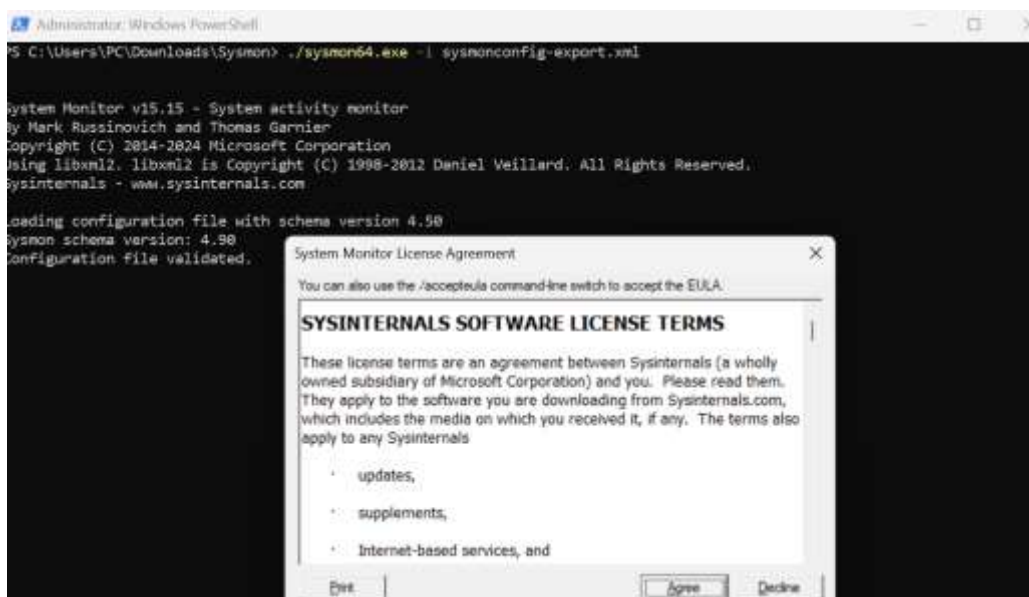 Administrator: Windows PowerShell
PS C:\Users\PC\Downloads\Sysmon> ./sysmon64.exe -i sysmonconfig-export.xml
System Monitor v15.15 - System activity monitor
By Mark Russinovich and Thomas Garnier
Copyright (C) 2014-2024 Microsoft Corporation
Using libxml2. libxml2 is Copyright (C) 1998-2012 Daniel Veillard. All Rights Reserved.
Sysinternals - www.sysinternals.com
Loading configuration file with schema version 4.50
Sysmon schema version: 4.90
Configuration file validated.
System Monitor License Agreement
You can also use the /accepteula command-line switch to accept the EULA.
SYSINTERNALS SOFTWARE LICENSE TERMS
These license terms are an agreement between Sysinternals (a wholly
owned subsidiary of Microsoft Corporation) and you.  Please read them.
They apply to the software you are downloading from Sysinternals.com,
which includes the media on which you received it, if any.  The terms also
apply to any Sysinternals
· updates,
· supplements,
· Internet-based services, and
Print Agree Decline